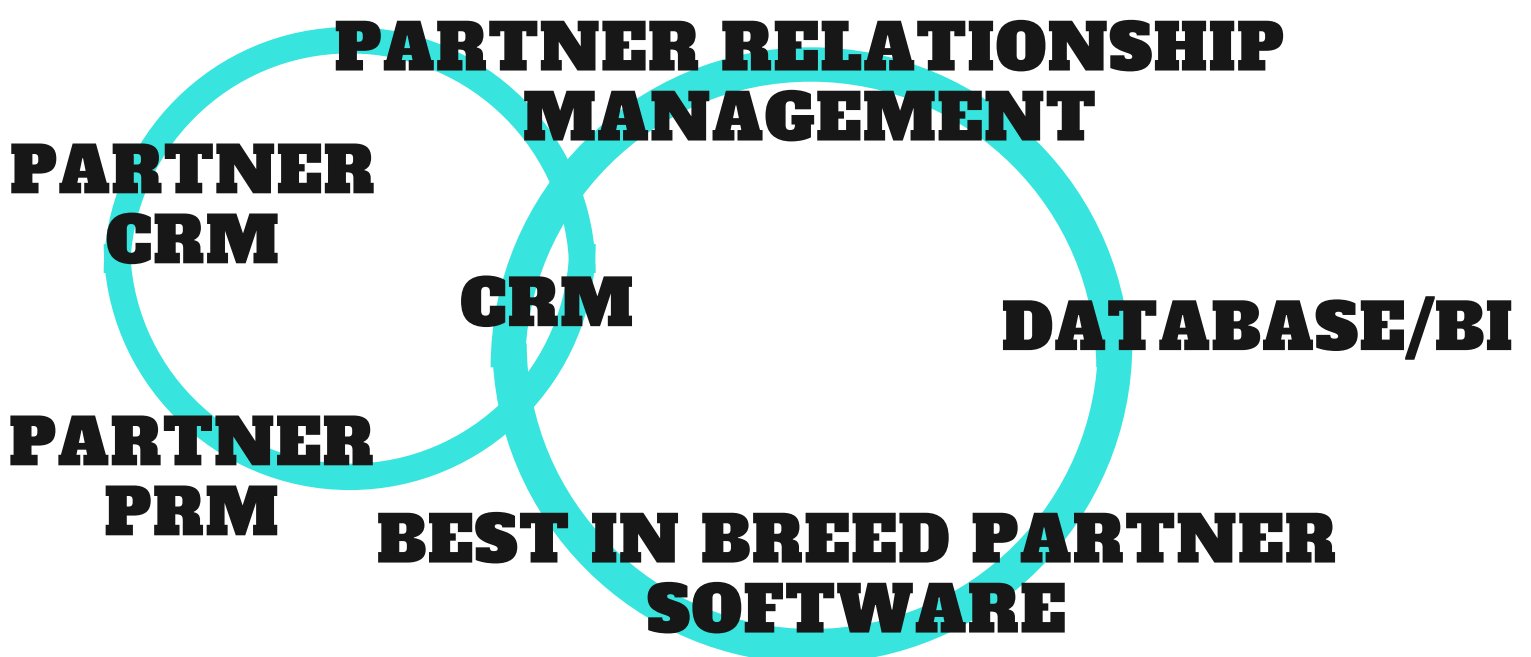 PARTNER RELATIONSHIP
MANAGEMENT
PARTNER
CRM
CRM
DATABASE/BI
PARTNER
PRM
BEST IN BREED PARTNER
SOFTWARE